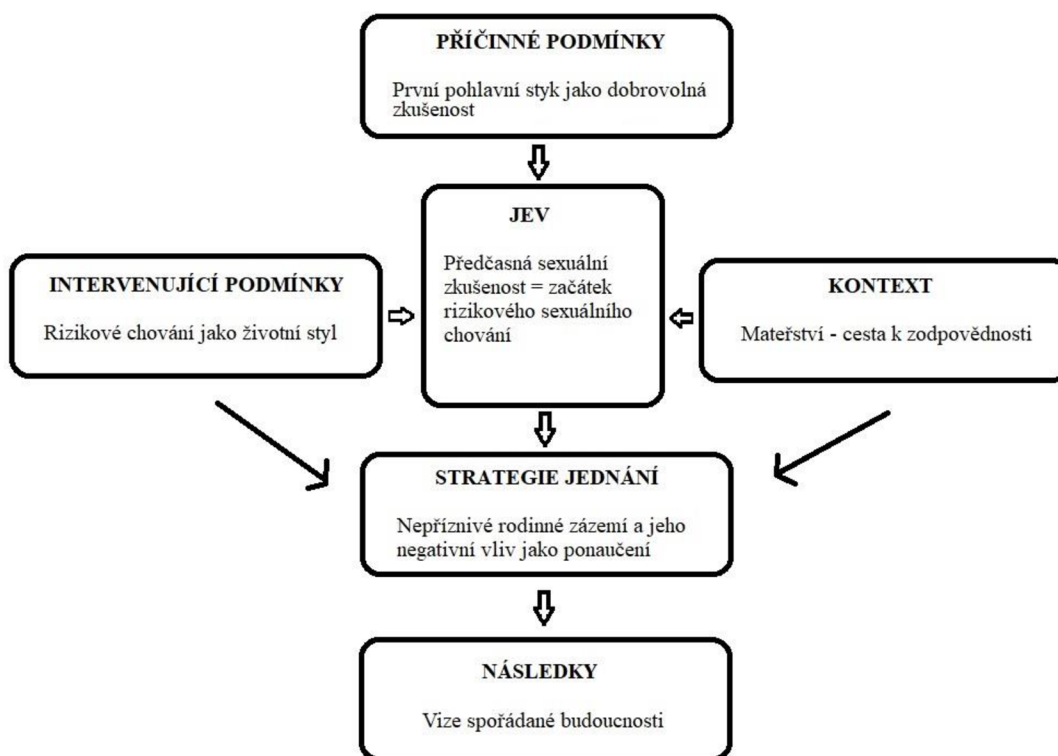 PŘÍČINNÉ PODMÍNKY
První pohlavní styk jako dobrovolná
zkušenost
JEV
Předčasná sexuální
zkušenost = začátek
rizikového sexuálního
chování
INTERVENUJÍCÍ PODMÍNKY
Rizikové chování jako životní styl
KONTEXT
Mateřství - cesta k zodpovědnosti
STRATEGIE JEDNÁNÍ
Nepříznivé rodinné zázemí a jeho
negativní vliv jako ponaučení
NÁSLEDKY
Vize spořádané budoucnosti